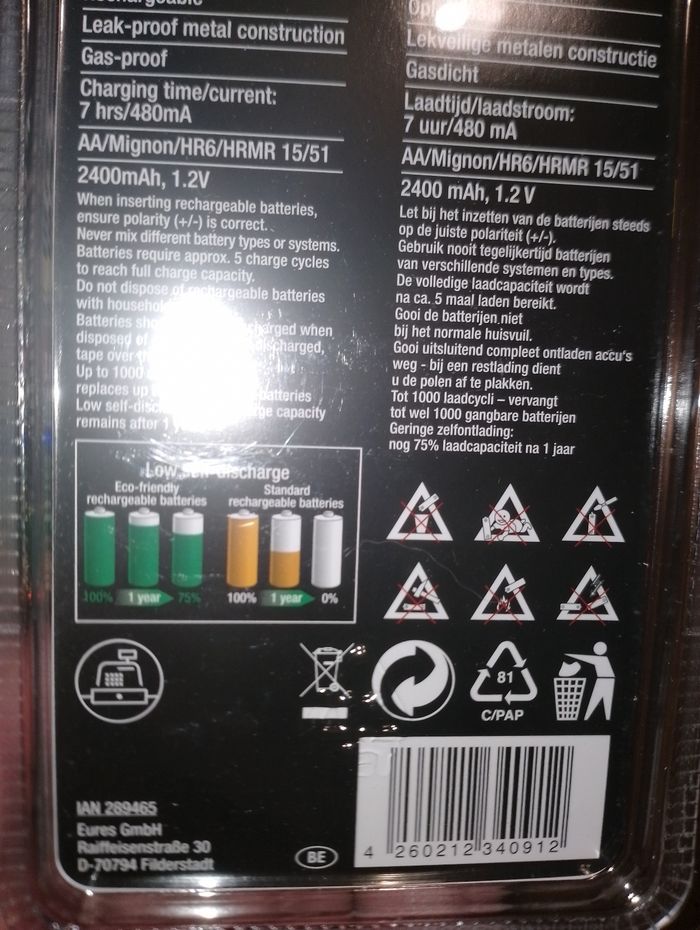 Rechargeable
Leak-proof metal construction
Gas-proof
Charging time/current:
7 hrs/480mA
AA/Mignon/HR6/HRMR 15/51
2400mAh, 1.2V
When inserting rechargeable batteries,
ensure polarity (+/-) is correct.
Never mix different battery types or systems.
Batteries require approx. 5 charge cycles
to reach full charge capacity.
Do not dispose of rechargeable batteries
with household
Batteries
when
disposed of
tape over
Up to 1000
replaces up batteries
Low capacity
remains after 1
Lekveilige metalen constructie
Gasdicht
Laadtijd/laadstroom:
7 uur/480 mA
AA/Mignon/HR6/HRMR 15/51
2400 mAh, 1.2 V
Let bij het inzetten van de batterijen steeds
op de juiste polariteit (+/-).
Gebruik nooit tegelijkertijd batterijen
van verschillende systemen en types.
De volledige laadcapaciteit wordt
na ca. 5 maal laden bereikt.
Gooi de batterijen niet
bij het normale huisvuil.
Gooi uitsluitend compleet ontladen accu's
weg - bij een restlading dient
u de polen af te plakken.
Tot 1000 laadcycli – vervangt
tot wel 1000 gangbare batterijen
Geringe zelfontlading:
nog 75% laadcapaciteit na 1 jaar
Low self-discharge
Eco-friendly
rechargeable batteries
Standard
rechargeable batteries
100% 1 year 75%
100% 1 year 0%
81
C/PAP
IAN 289465
Eures GmbH
Raiffeisenstraße 30
D-70794 Filderstadt
BE
4 260212 340912